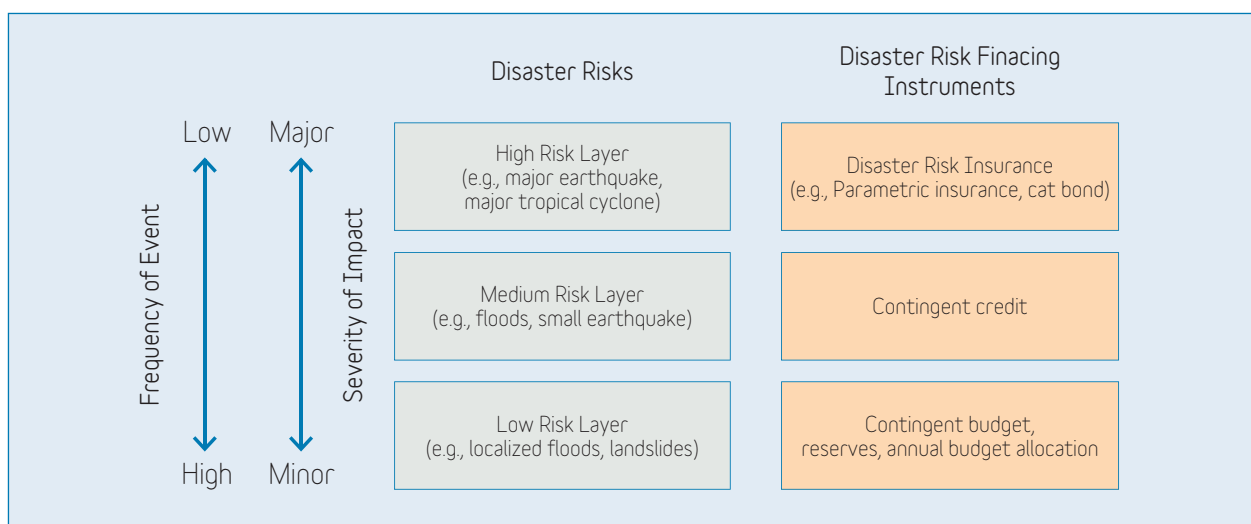 Disaster Risks
Disaster Risk Finacing
Instruments
Low
Major
Frequency of Event
Severity of Impact
High
Minor
High Risk Layer
(e.g., major earthquake,
major tropical cyclone)
Disaster Risk Insurance
(e.g., Parametric insurance, cat bond)
Medium Risk Layer
(e.g., floods, small earthquake)
Contingent credit
Low Risk Layer
(e.g., localized floods, landslides)
Contingent budget,
reserves, annual budget allocation